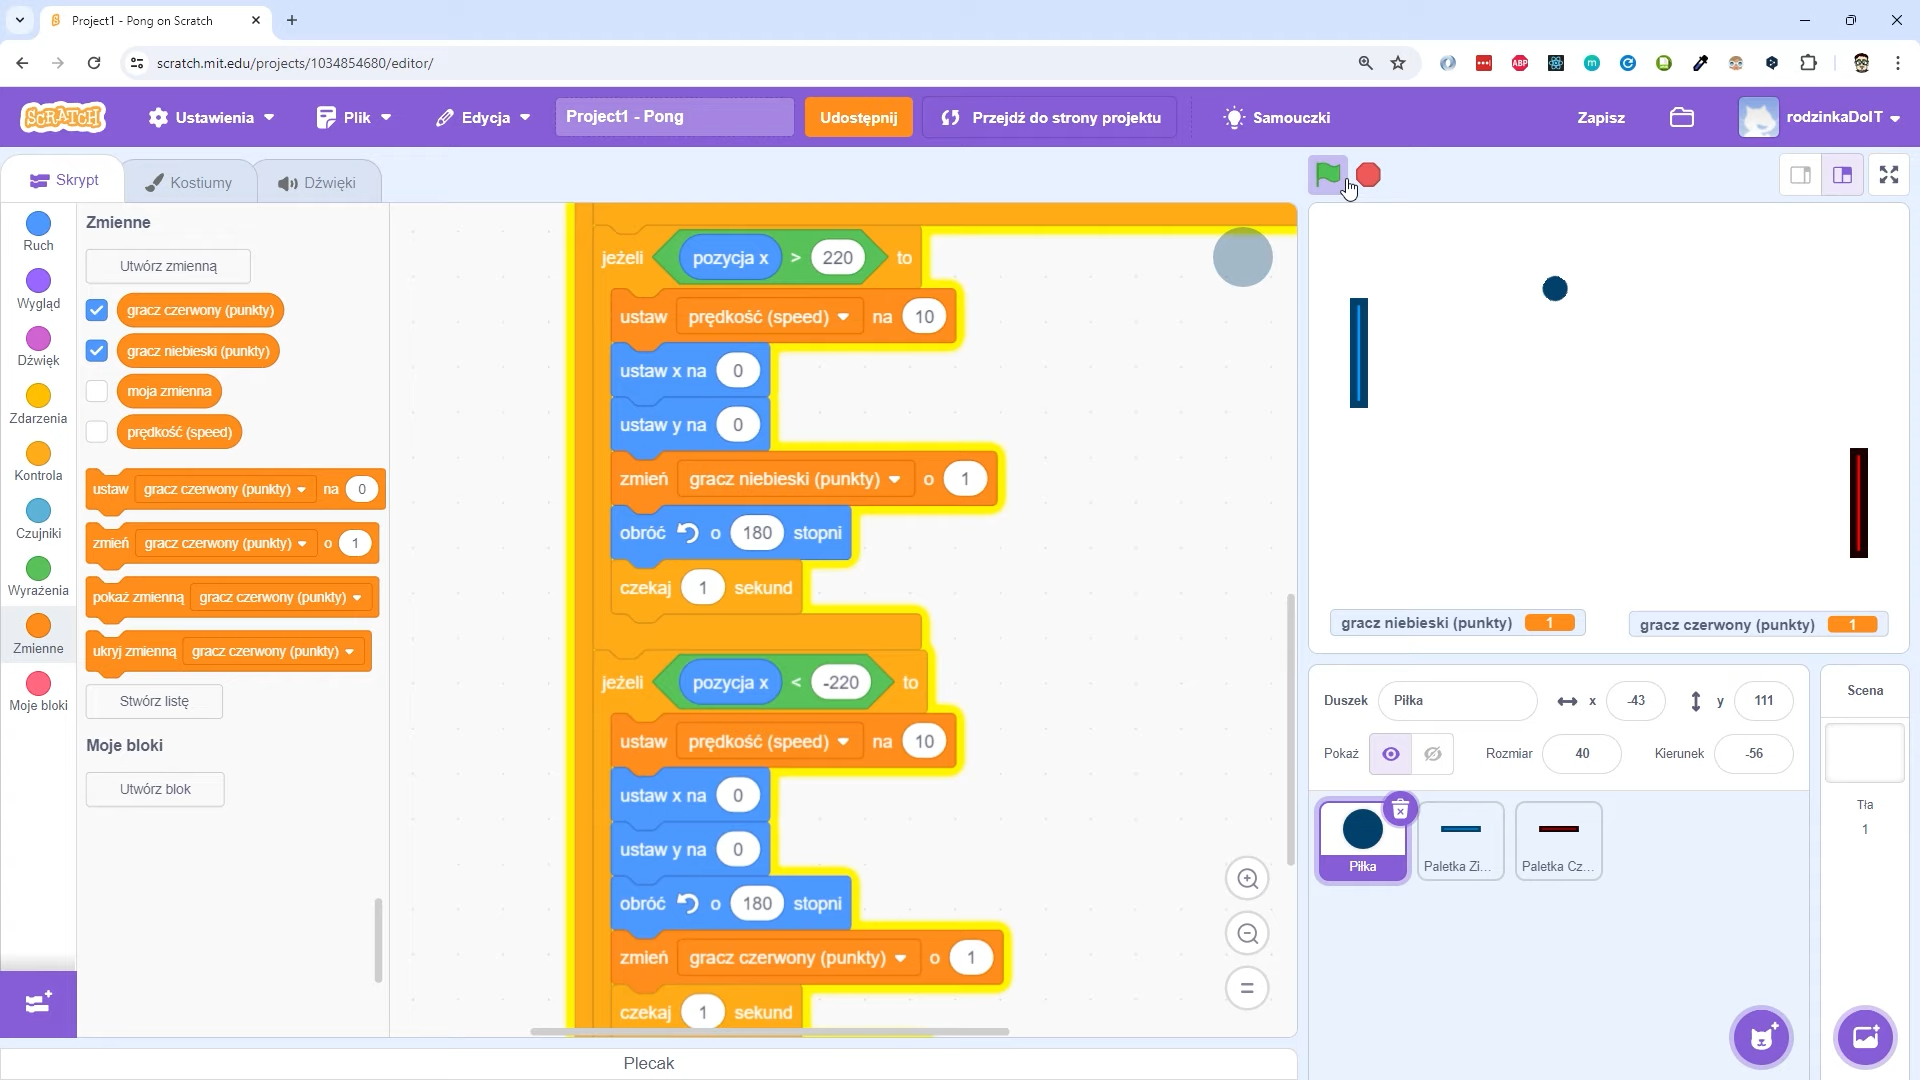 Project1 - Pong on Scratch
scratch.mit.edu/projects/1034854680/editor/
ABP
SCRATCH
Ustawienia
Plik
Edycja
Project1 - Pong
Udostępnij
Przejdź do strony projektu
Samouczki
Zapisz
rodzinkaDoIT
Skrypt
Kostiumy
Dźwięki
Ruch
Wygląd
Dźwięk
Zdarzenia
Kontrola
Czujniki
Wyrażenia
Zmienne
Moje bloki
Zmienne
Utwórz zmienną
gracz czerwony (punkty)
gracz niebieski (punkty)
moja zmienna
prędkość (speed)
ustaw gracz czerwony (punkty) na 0
zmień gracz czerwony (punkty) o 1
pokaż zmienną gracz czerwony (punkty)
ukryj zmienną gracz czerwony (punkty)
Stwórz listę
Moje bloki
Utwórz blok
jeżeli pozycja x > 220 to
ustaw prędkość (speed) na 10
ustaw x na 0
ustaw y na 0
zmień gracz niebieski (punkty) o 1
obróć o 180 stopni
czekaj 1 sekund
jeżeli pozycja x < -220 to
ustaw prędkość (speed) na 10
ustaw x na 0
ustaw y na 0
obróć o 180 stopni
zmień gracz czerwony (punkty) o 1
czekaj 1 sekund
Plecak
gracz niebieski (punkty) 1
gracz czerwony (punkty) 1
Duszek Piłka x -43 y 111
Pokaż Rozmiar 40 Kierunek -56
Piłka
Paletka Zi...
Paletka Cz...
Scena
Tła
1